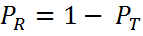 P_R = 1 − P_T